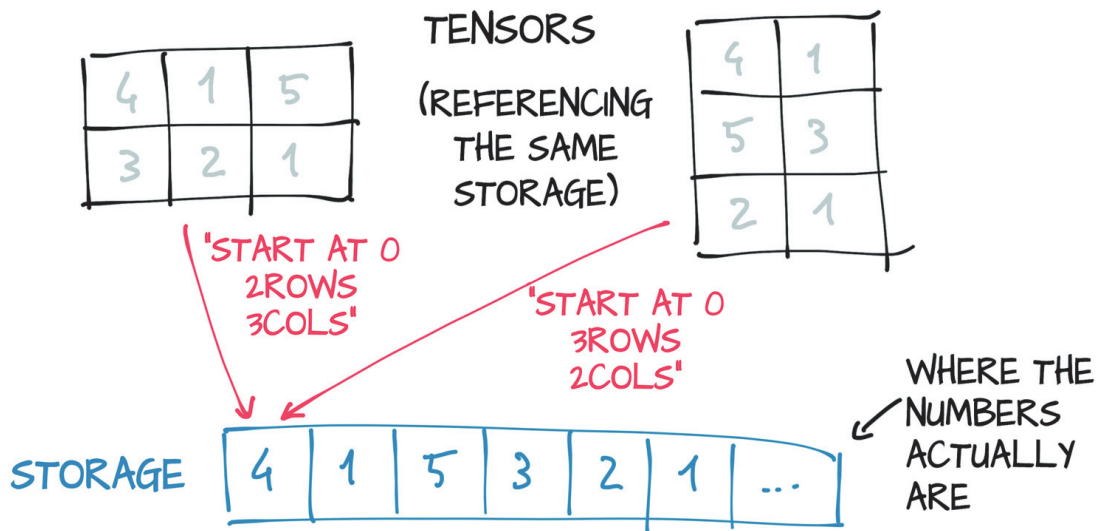 TENSORS
(REFERENCING
THE SAME
STORAGE)
4 1 5
3 2 1
4 1
5 3
2 1
"START AT 0
2ROWS
3COLS"
"START AT 0
3ROWS
2COLS"
WHERE THE
NUMBERS
ACTUALLY
ARE
STORAGE 4 1 5 3 2 1 ...